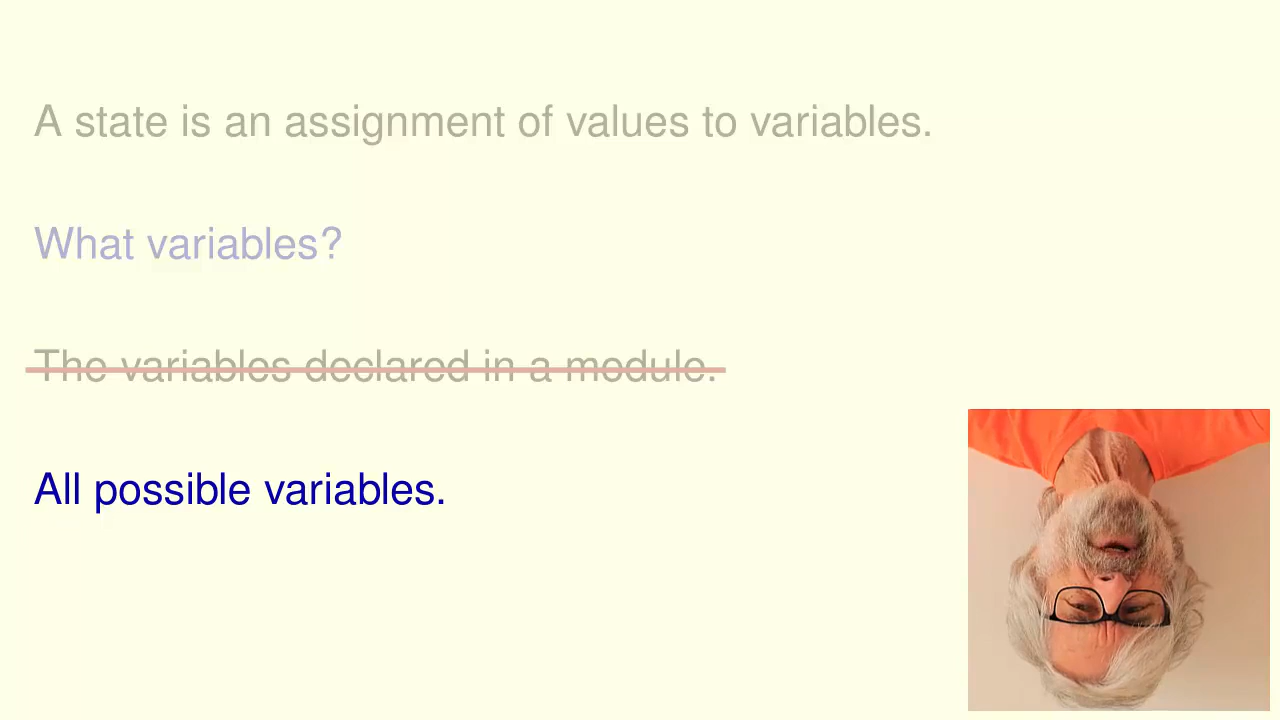 A state is an assignment of values to variables.
What variables?
The variables declared in a module.
All possible variables.